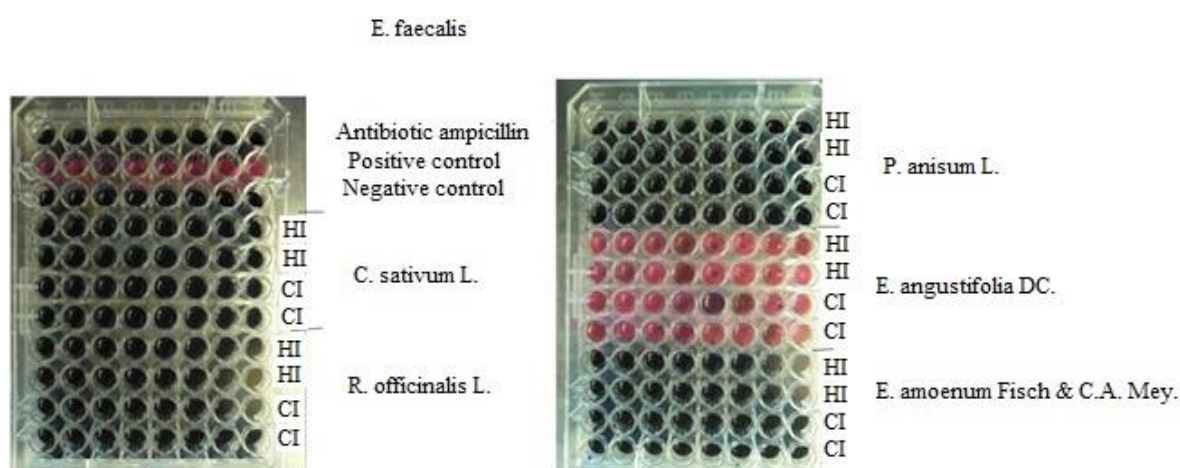 E. faecalis
Antibiotic ampicillin
Positive control
Negative control
HI
HI
C. sativum L.
CI
CI
HI
HI
R. officinalis L.
CI
CI
HI
HI
P. anisum L.
CI
CI
HI
HI
E. angustifolia DC.
CI
CI
HI
HI
E. amoenum Fisch & C.A. Mey.
CI
CI